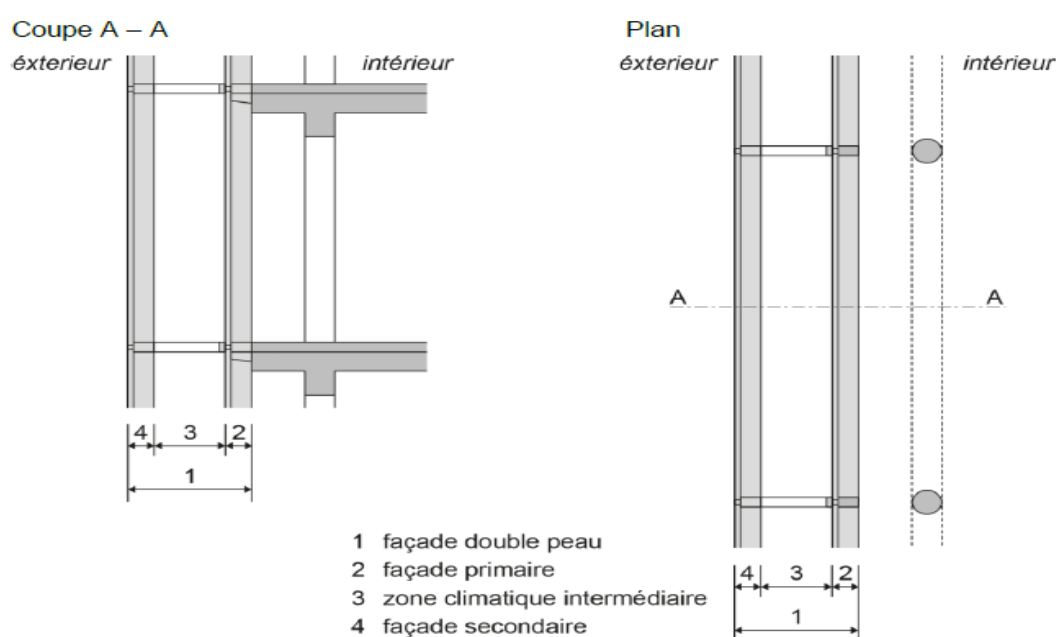 Coupe A – A
éxterieur
intérieur
4 3 2
1
Plan
éxterieur
intérieur
A A
4 3 2
1
1 façade double peau
2 façade primaire
3 zone climatique intermédiaire
4 façade secondaire